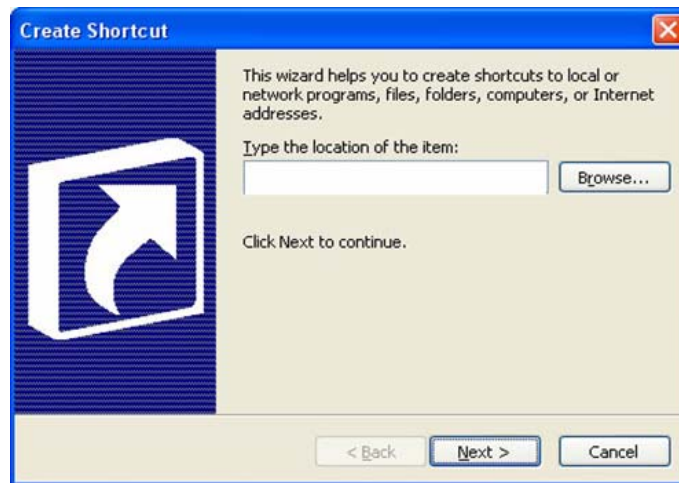 Create Shortcut
This wizard helps you to create shortcuts to local or
network programs, files, folders, computers, or Internet
addresses.
Type the location of the item:
Browse...
Click Next to continue.
< Back Next > Cancel